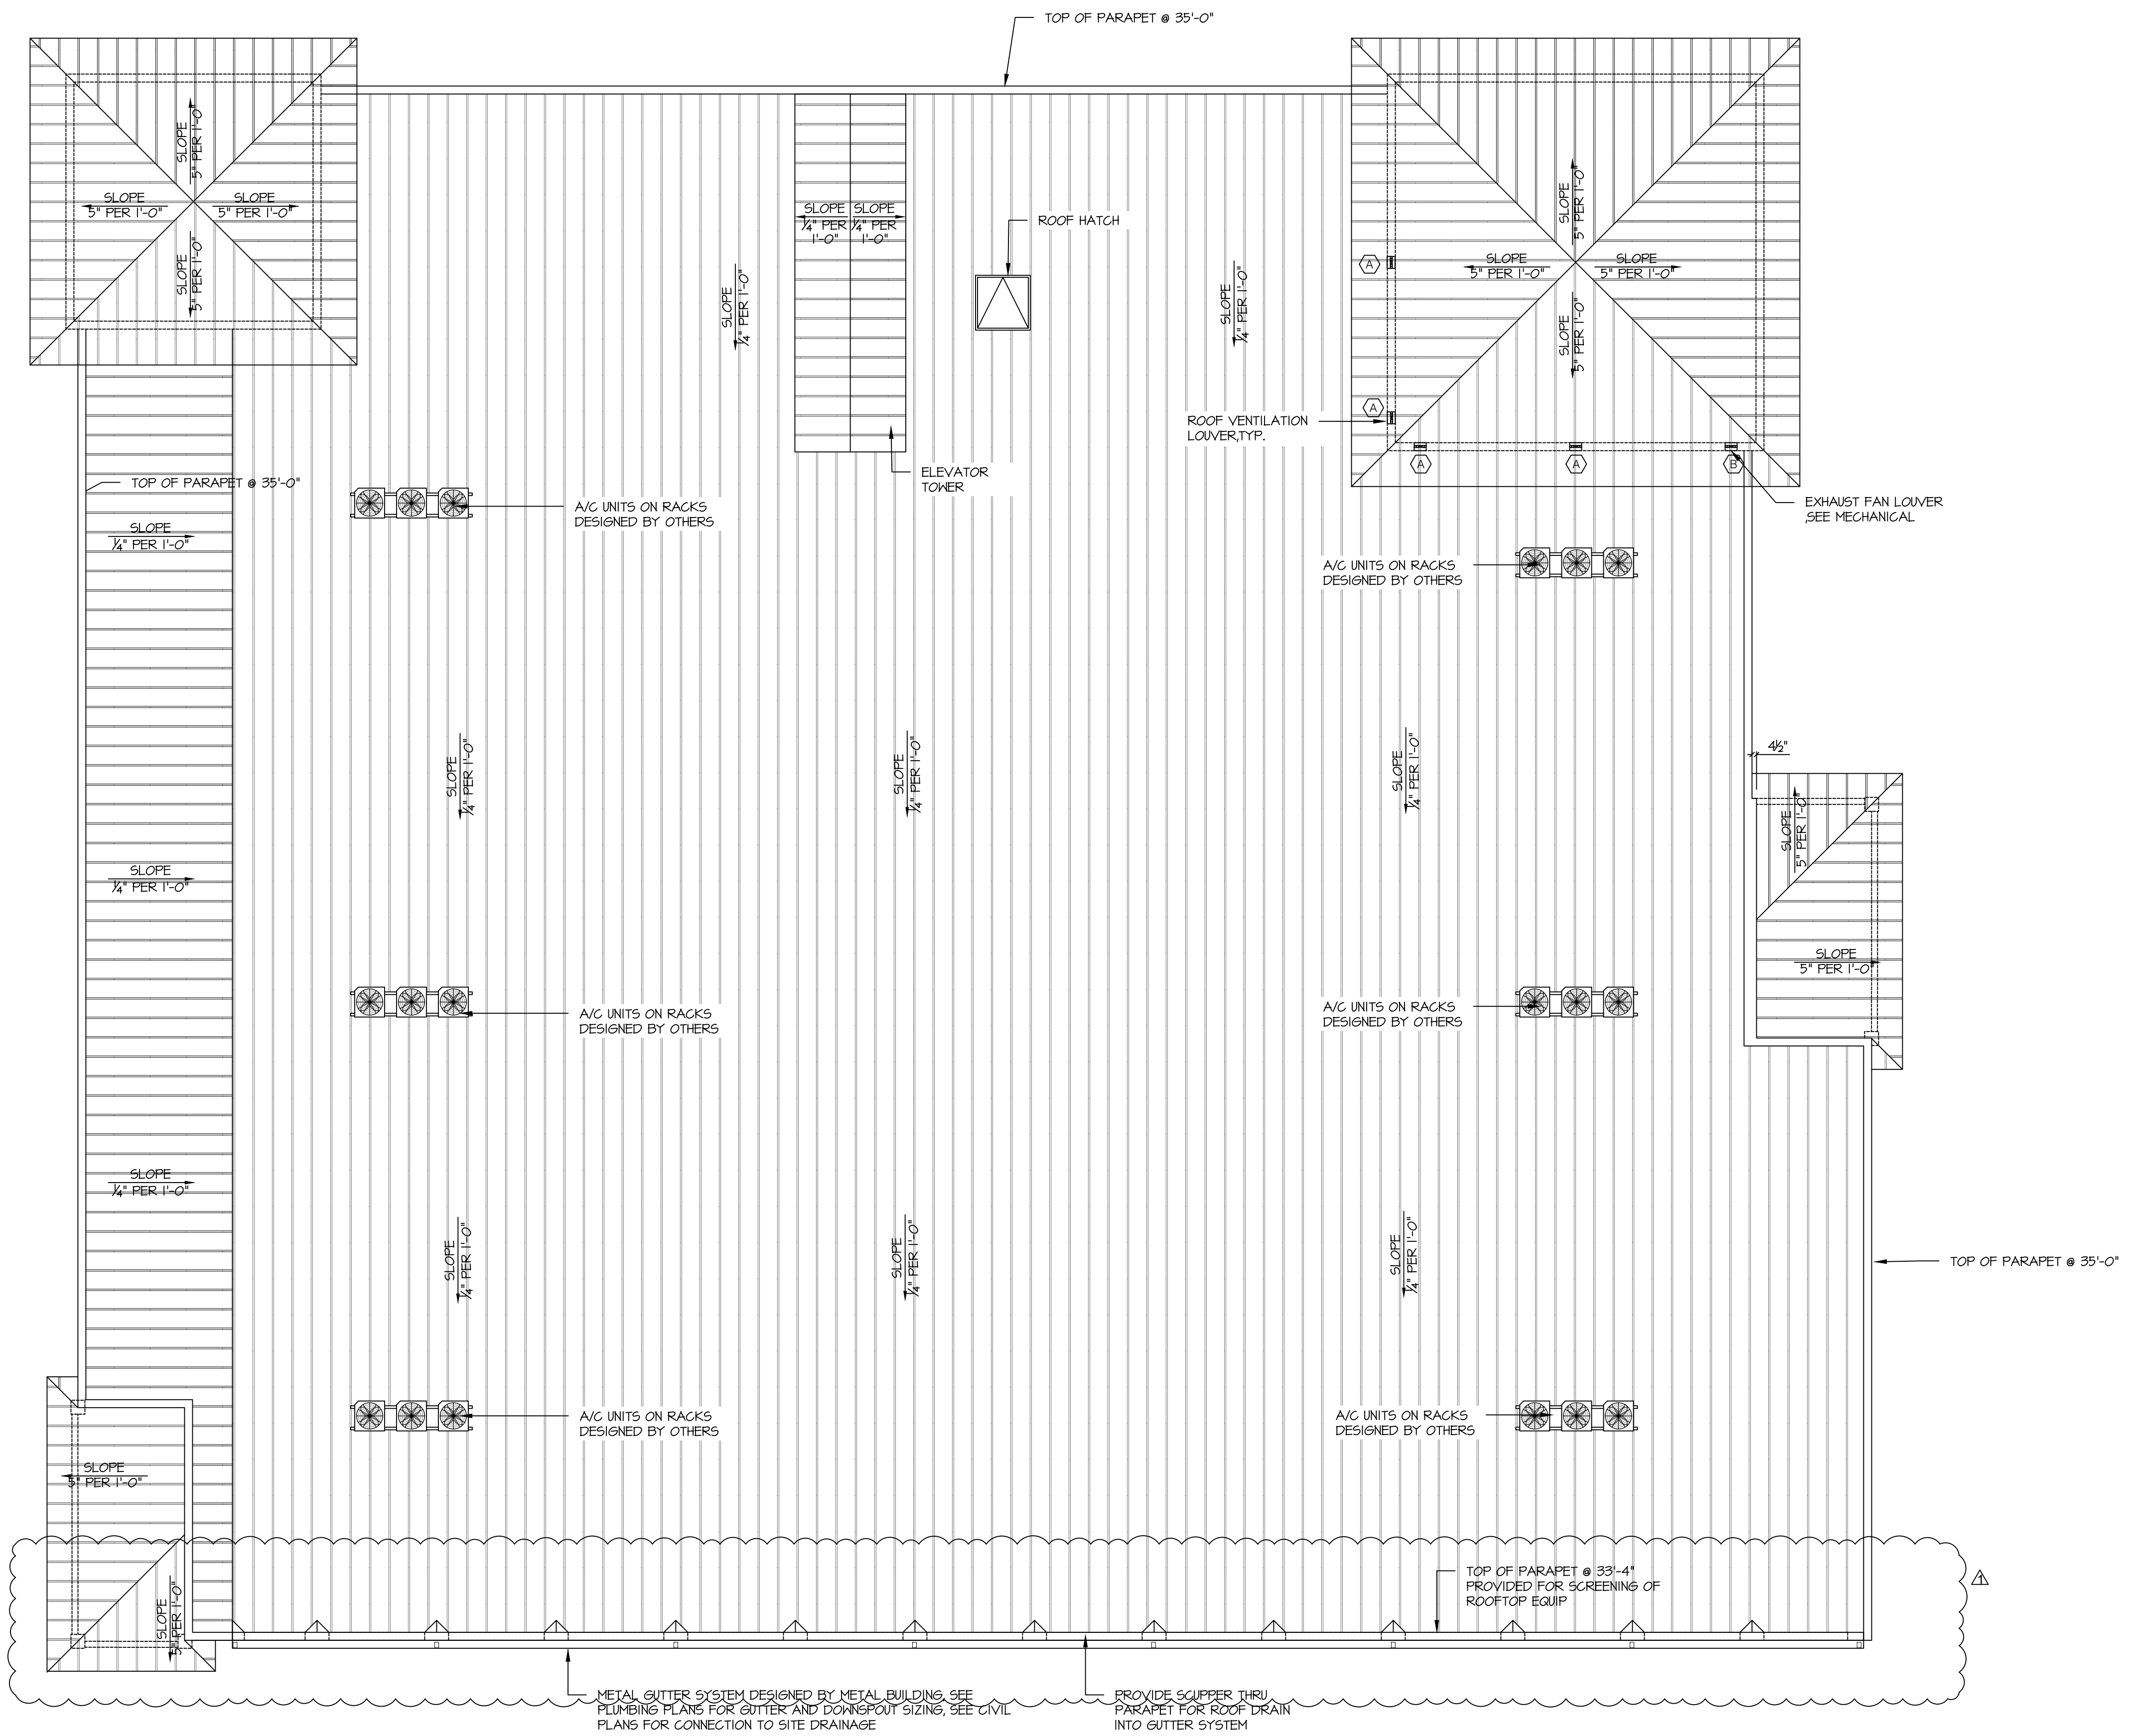 TOP OF PARAPET @ 35'-0"
SLOPE
5" PER 1'-0"
SLOPE
5" PER 1'-0"
SLOPE
5" PER 1'-0"
SLOPE
5" PER 1'-0"
SLOPE
1/4" PER
1'-0"
SLOPE
1/4" PER
1'-0"
ROOF HATCH
SLOPE
1/4" PER 1'-0"
SLOPE
1/4" PER 1'-0"
SLOPE
5" PER 1'-0"
SLOPE
5" PER 1'-0"
SLOPE
5" PER 1'-0"
SLOPE
5" PER 1'-0"
A
A
ROOF VENTILATION
LOUVER,TYP.
A
A
B
ELEVATOR
TOWER
TOP OF PARAPET @ 35'-0"
EXHAUST FAN LOUVER
,SEE MECHANICAL
A/C UNITS ON RACKS
DESIGNED BY OTHERS
SLOPE
1/4" PER 1'-0"
A/C UNITS ON RACKS
DESIGNED BY OTHERS
4½"
SLOPE
1/4" PER 1'-0"
SLOPE
1/4" PER 1'-0"
SLOPE
1/4" PER 1'-0"
SLOPE
5" PER 1'-0"
SLOPE
1/4" PER 1'-0"
SLOPE
5" PER 1'-0"
A/C UNITS ON RACKS
DESIGNED BY OTHERS
A/C UNITS ON RACKS
DESIGNED BY OTHERS
SLOPE
1/4" PER 1'-0"
SLOPE
1/4" PER 1'-0"
SLOPE
1/4" PER 1'-0"
SLOPE
1/4" PER 1'-0"
TOP OF PARAPET @ 35'-0"
A/C UNITS ON RACKS
DESIGNED BY OTHERS
A/C UNITS ON RACKS
DESIGNED BY OTHERS
SLOPE
5" PER 1'-0"
SLOPE
5" PER 1'-0"
TOP OF PARAPET @ 33'-4"
PROVIDED FOR SCREENING OF
ROOFTOP EQUIP
1
METAL GUTTER SYSTEM DESIGNED BY METAL BUILDING, SEE
PLUMBING PLANS FOR GUTTER AND DOWNSPOUT SIZING, SEE CIVIL
PLANS FOR CONNECTION TO SITE DRAINAGE
PROVIDE SCUPPER THRU
PARAPET FOR ROOF DRAIN
INTO GUTTER SYSTEM